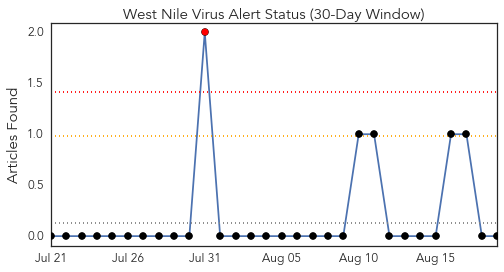 West Nile Virus Alert Status (30-Day Window)
Articles Found
2.0
1.5
1.0
0.5
0.0
Jul 21 Jul 26 Jul 31 Aug 05 Aug 10 Aug 15